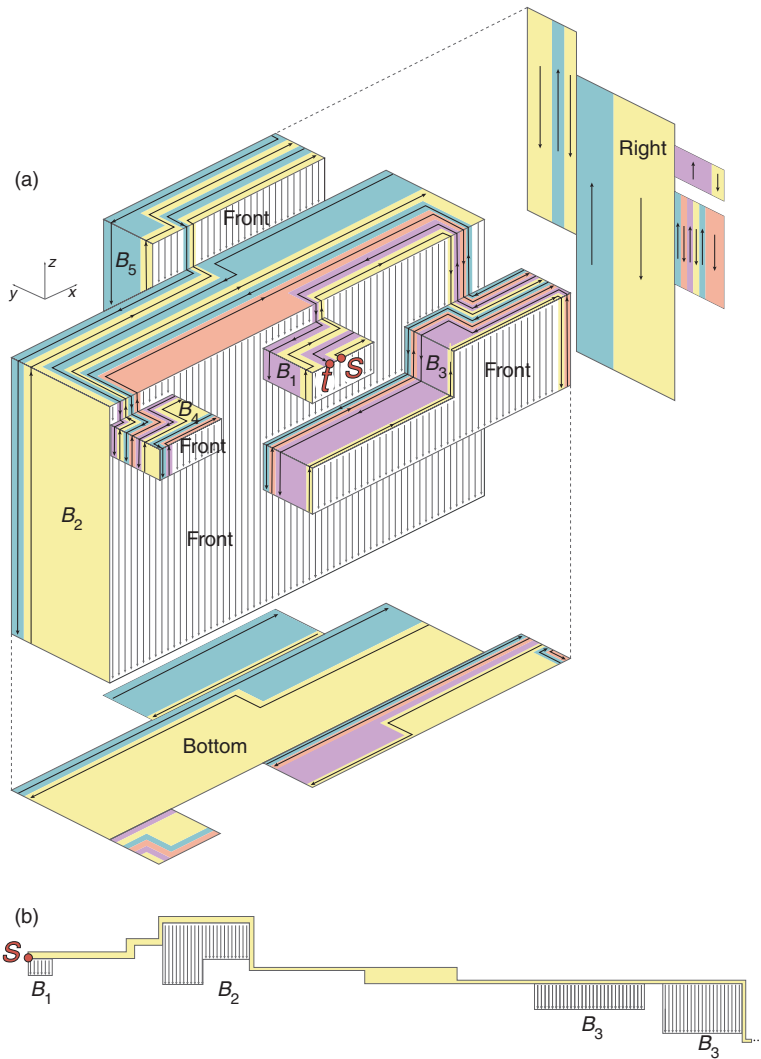 (a)
Right
Front
B5
z
y
x
B1
t
S
B3
Front
B4
Front
B2
Front
Bottom
(b)
S
B1
B2
B3
B3